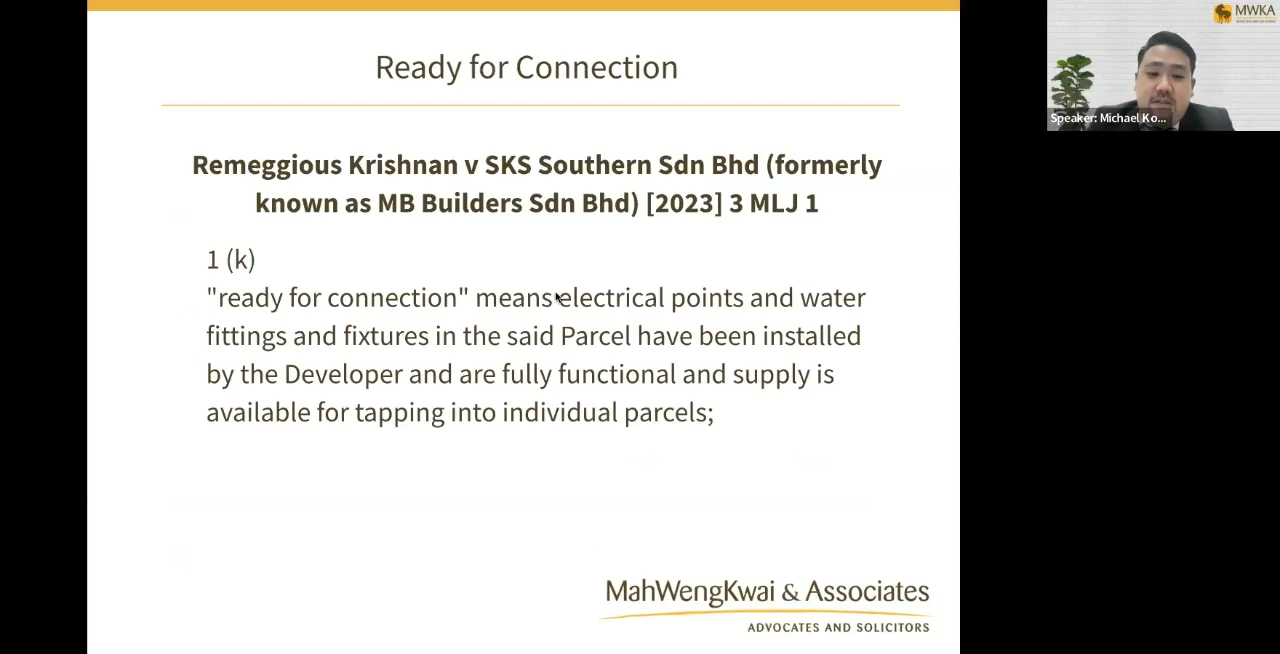 Ready for Connection
Remeggious Krishnan v SKS Southern Sdn Bhd (formerly
known as MB Builders Sdn Bhd) [2023] 3 MLJ 1
1 (k)
"ready for connection" means electrical points and water
fittings and fixtures in the said Parcel have been installed
by the Developer and are fully functional and supply is
available for tapping into individual parcels;
MahWengKwai & Associates
ADVOCATES AND SOLICITORS
MWKA
Speaker: Michael Ko...